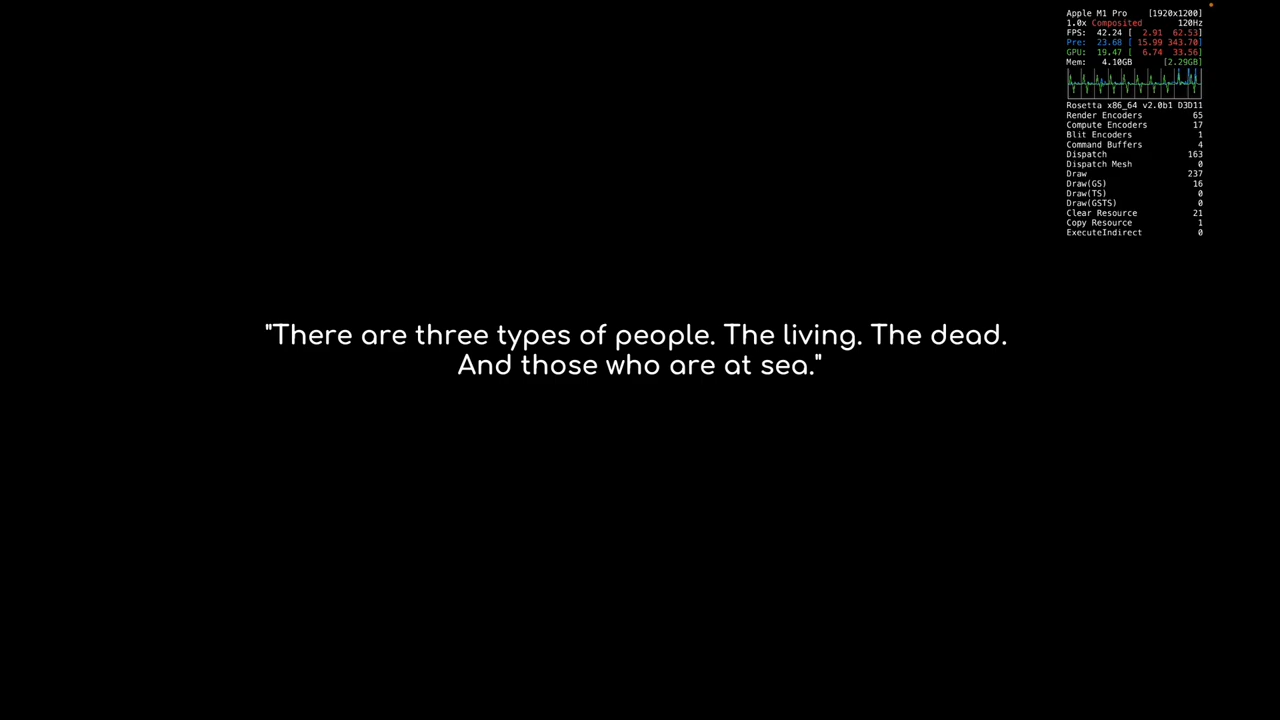 Apple M1 Pro [1920x1200]
1.0x Composited 120Hz
FPS: 42.24 [ 2.91 62.53]
Pre: 23.68 [ 15.99 343.70]
GPU: 19.47 [ 6.74 33.56]
Mem: 4.10GB [2.29GB]
Rosetta x86_64 v2.0b1 D3D11
Render Encoders 65
Compute Encoders 17
Blit Encoders 1
Command Buffers 4
Dispatch 163
Dispatch Mesh 0
Draw 237
Draw(GS) 16
Draw(TS) 0
Draw(GSTS) 0
Clear Resource 21
Copy Resource 1
ExecuteIndirect 0
"There are three types of people. The living. The dead.
And those who are at sea."